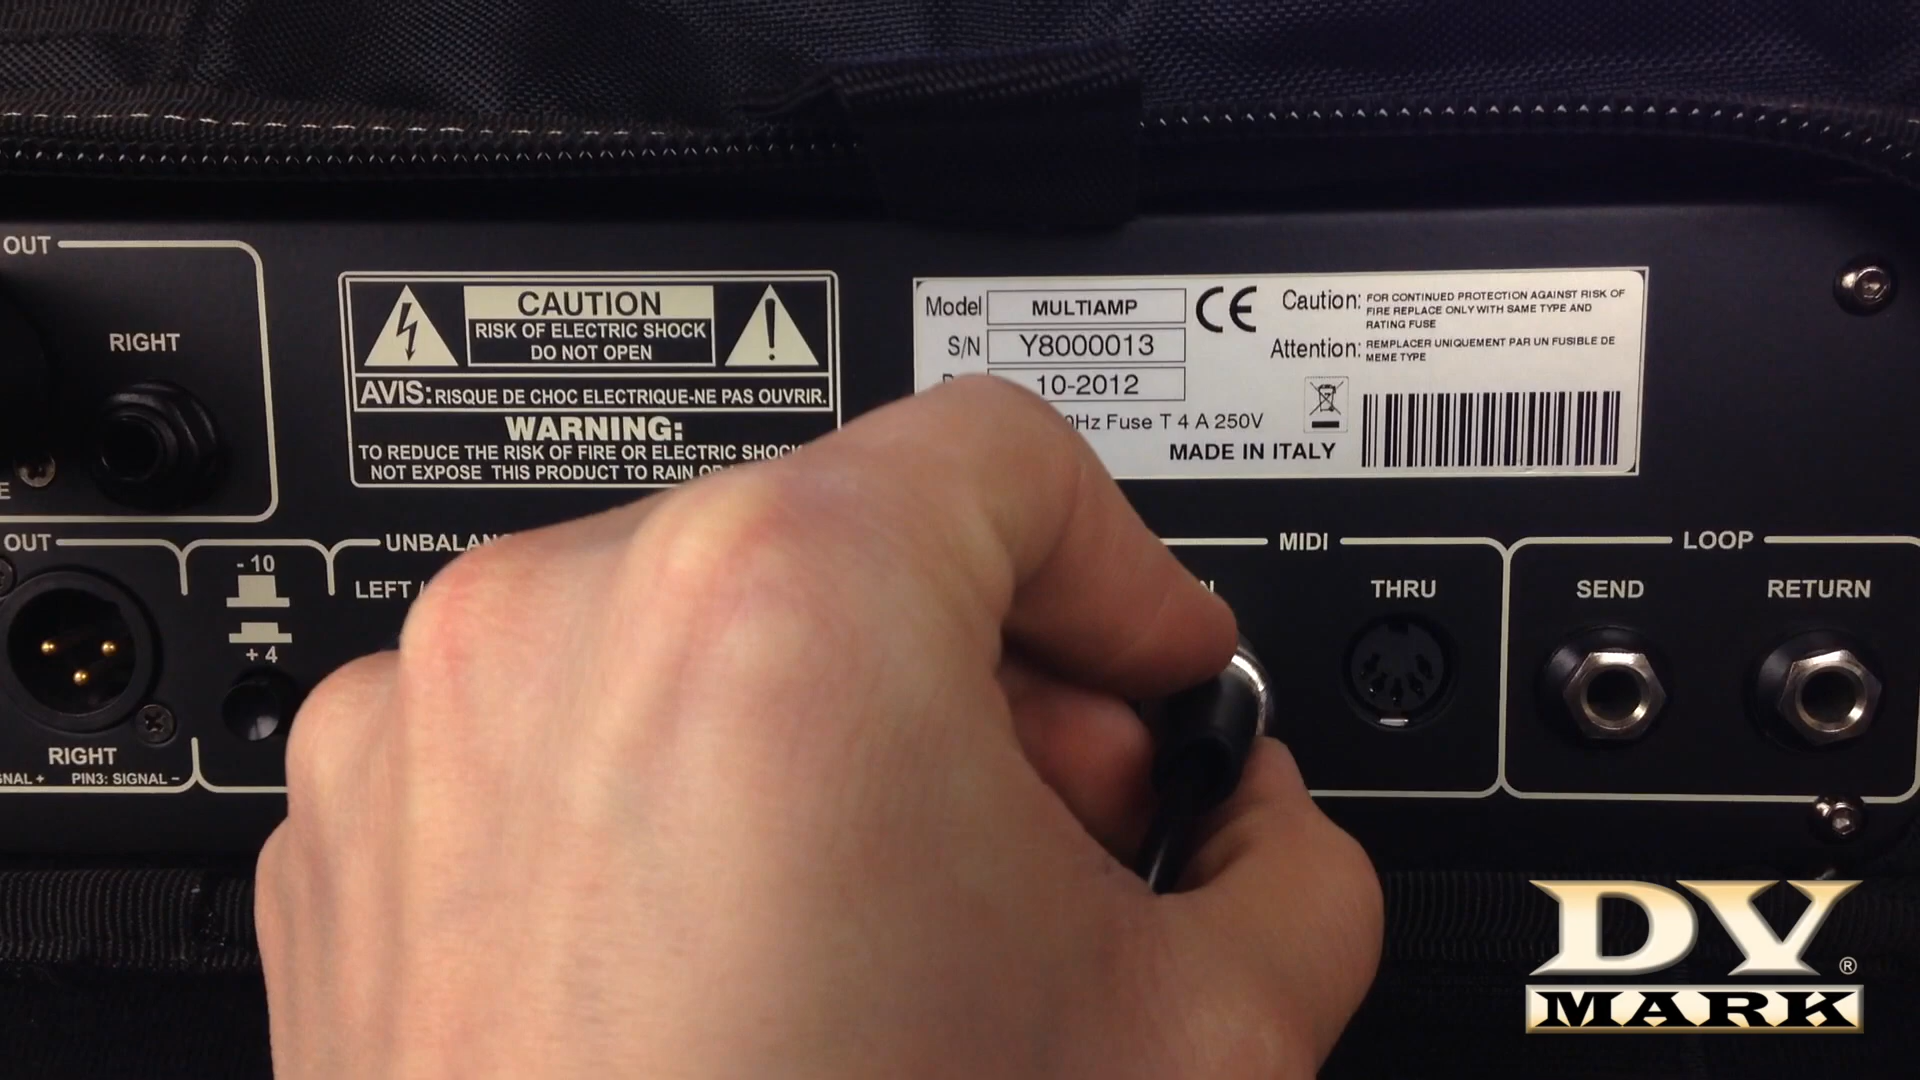 OUT
RIGHT
CAUTION
RISK OF ELECTRIC SHOCK
DO NOT OPEN
AVIS: RISQUE DE CHOC ELECTRIQUE-NE PAS OUVRIR.
WARNING:
TO REDUCE THE RISK OF FIRE OR ELECTRIC SHOCK
NOT EXPOSE THIS PRODUCT TO RAIN OR
Model MULTIAMP
S/N Y8000013
10-2012
Hz Fuse T 4 A 250V
MADE IN ITALY
CE
Caution: FOR CONTINUED PROTECTION AGAINST RISK OF
FIRE REPLACE ONLY WITH SAME TYPE AND
RATING FUSE
Attention: REMPLACER UNIQUEMENT PAR UN FUSIBLE DE
MEME TYPE
OUT
- 10
+ 4
RIGHT
PIN3: SIGNAL –
LEFT /
MIDI
THRU
LOOP
SEND
RETURN
DV
MARK
®